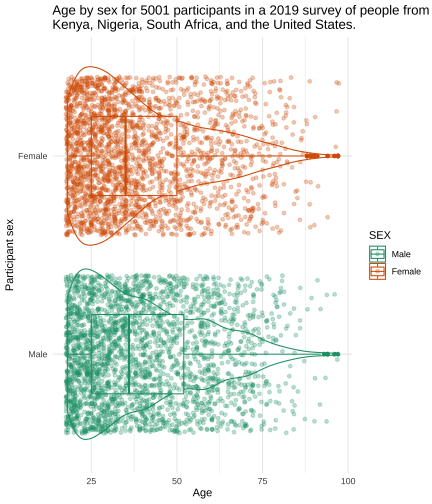 Age by sex for 5001 participants in a 2019 survey of people from
Kenya, Nigeria, South Africa, and the United States.
Female
Male
Participant sex
25
50
75
100
Age
SEX
Male
Female